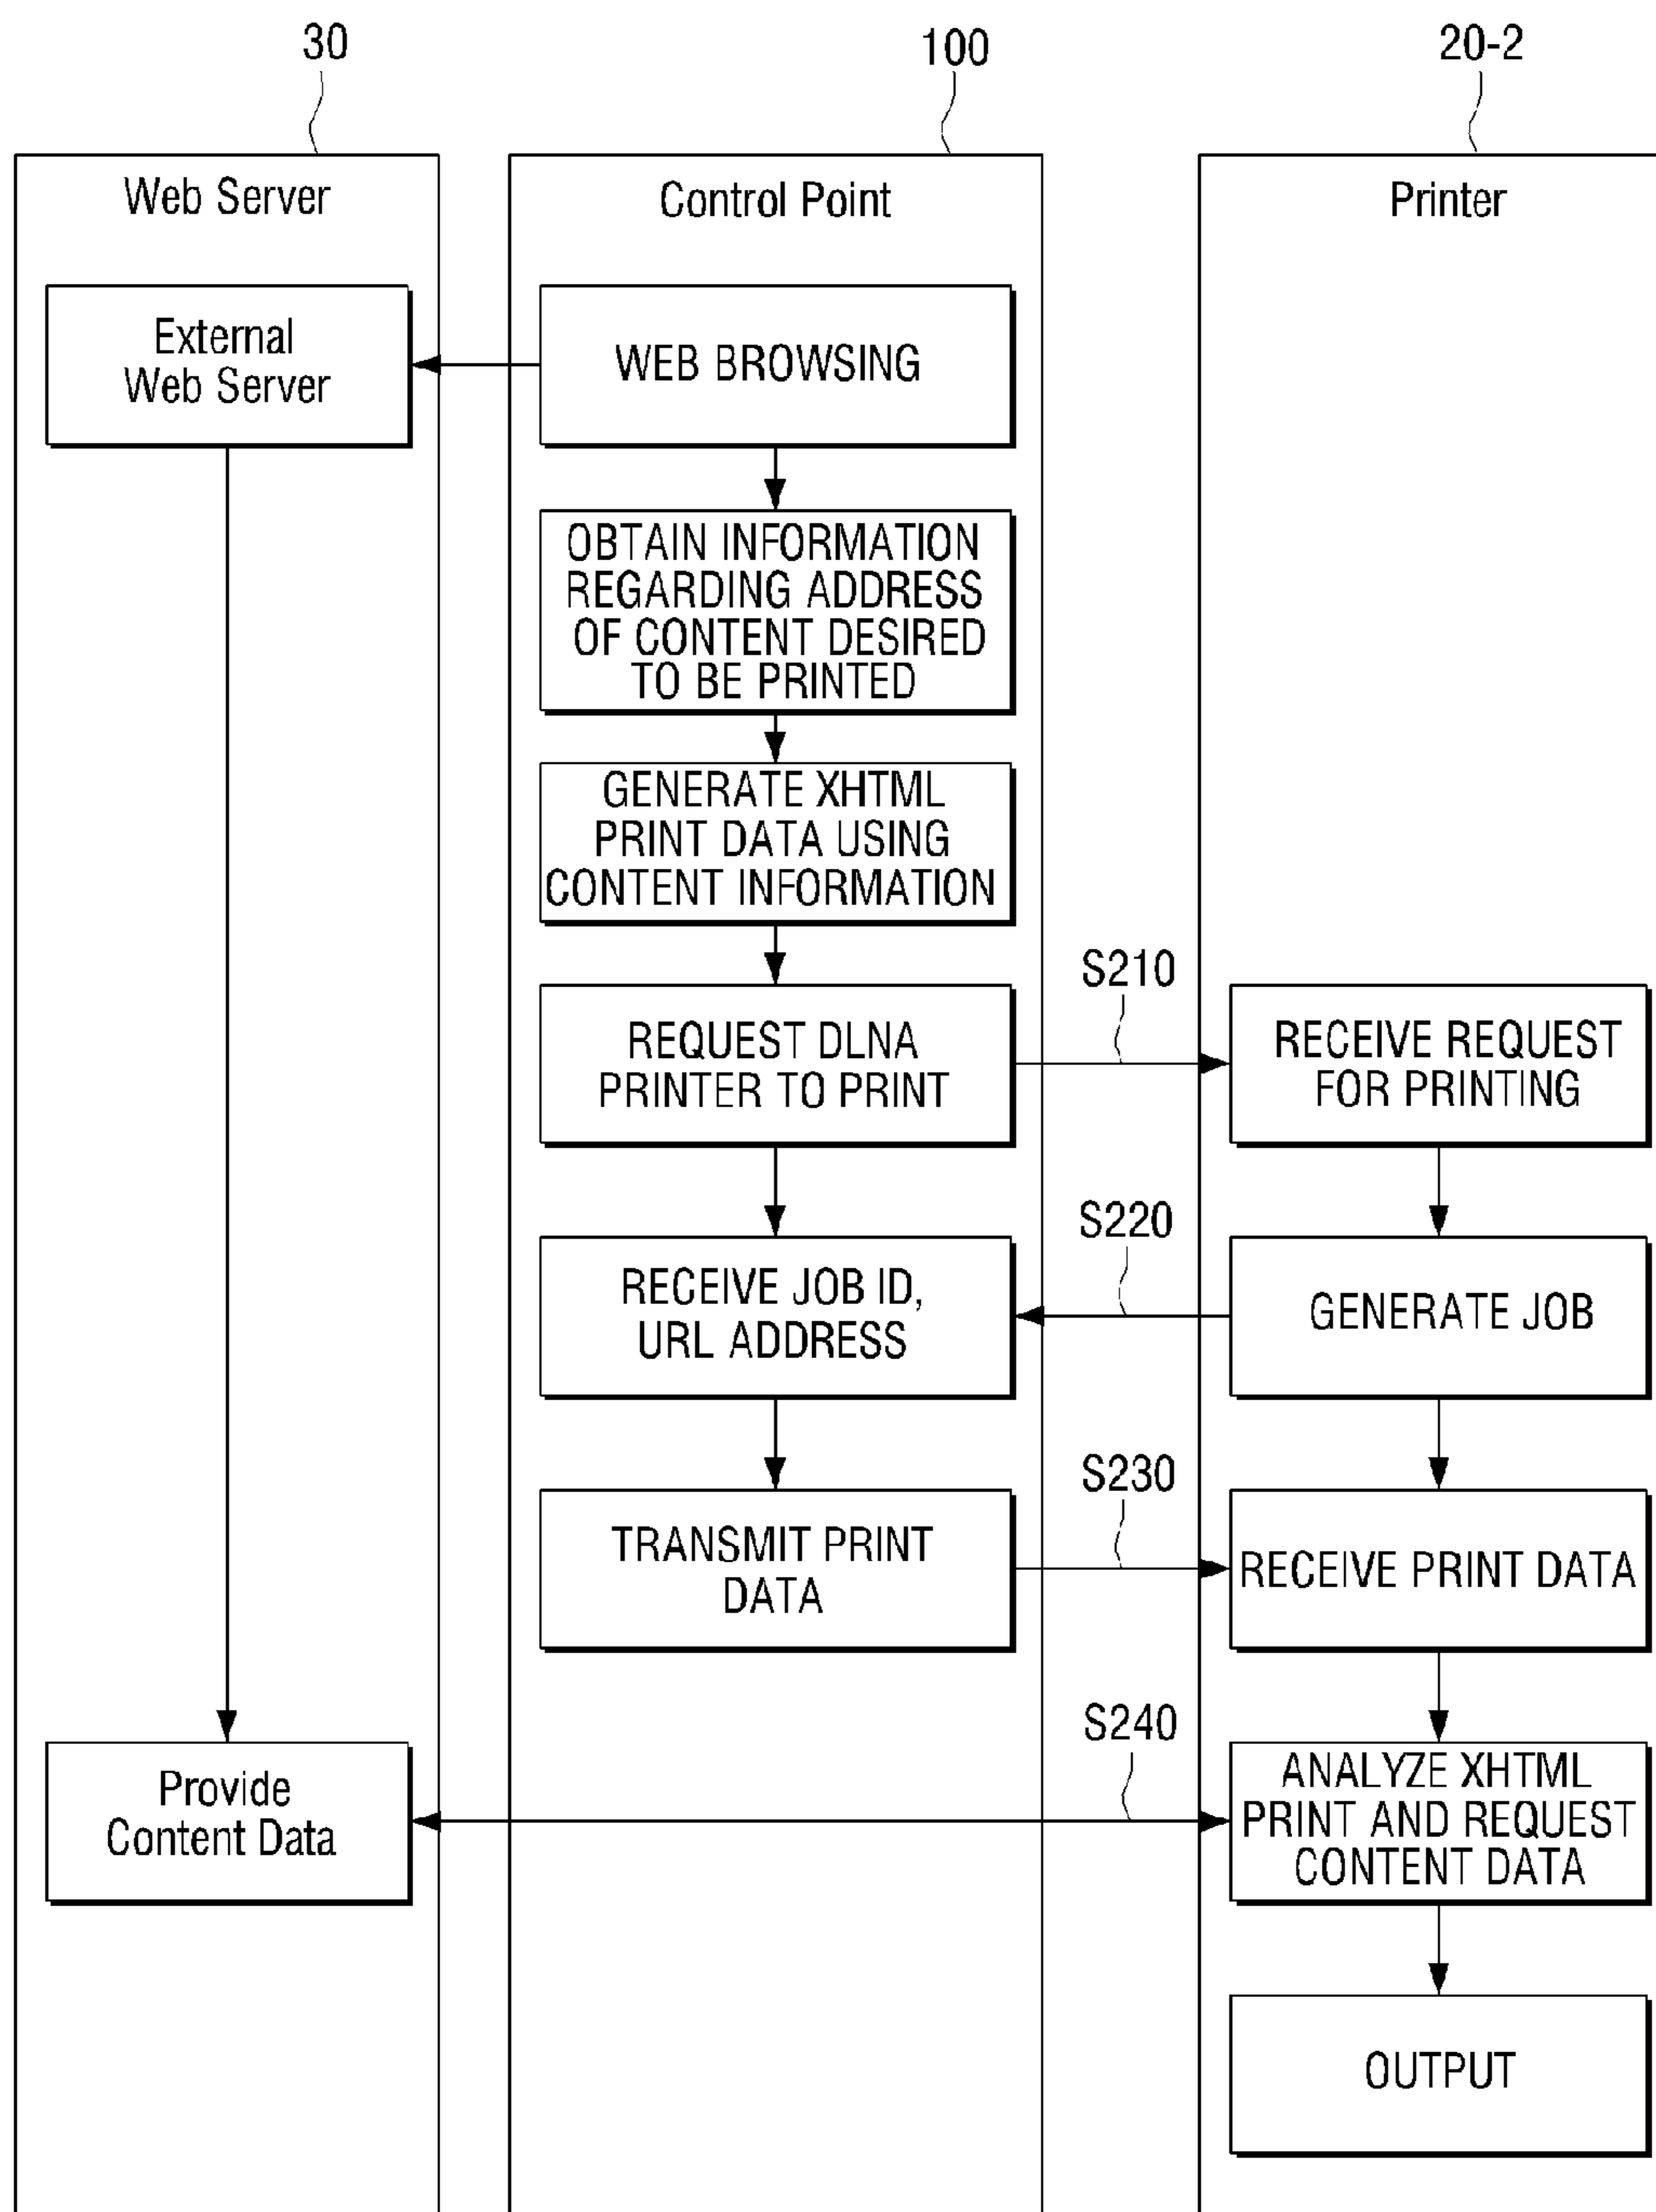 30
100
20-2
Web Server
Control Point
Printer
External
Web Server
WEB BROWSING
OBTAIN INFORMATION
REGARDING ADDRESS
OF CONTENT DESIRED
TO BE PRINTED
GENERATE XHTML
PRINT DATA USING
CONTENT INFORMATION
REQUEST DLNA
PRINTER TO PRINT
S210
RECEIVE REQUEST
FOR PRINTING
RECEIVE JOB ID,
URL ADDRESS
S220
GENERATE JOB
TRANSMIT PRINT
DATA
S230
RECEIVE PRINT DATA
Provide
Content Data
S240
ANALYZE XHTML
PRINT AND REQUEST
CONTENT DATA
OUTPUT